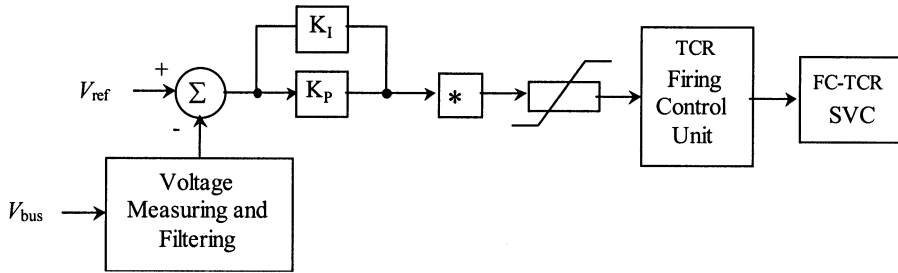 K_I
+
V_ref
Σ
K_P
*
-
TCR
Firing
Control
Unit
FC-TCR
SVC
V_bus
Voltage
Measuring and
Filtering